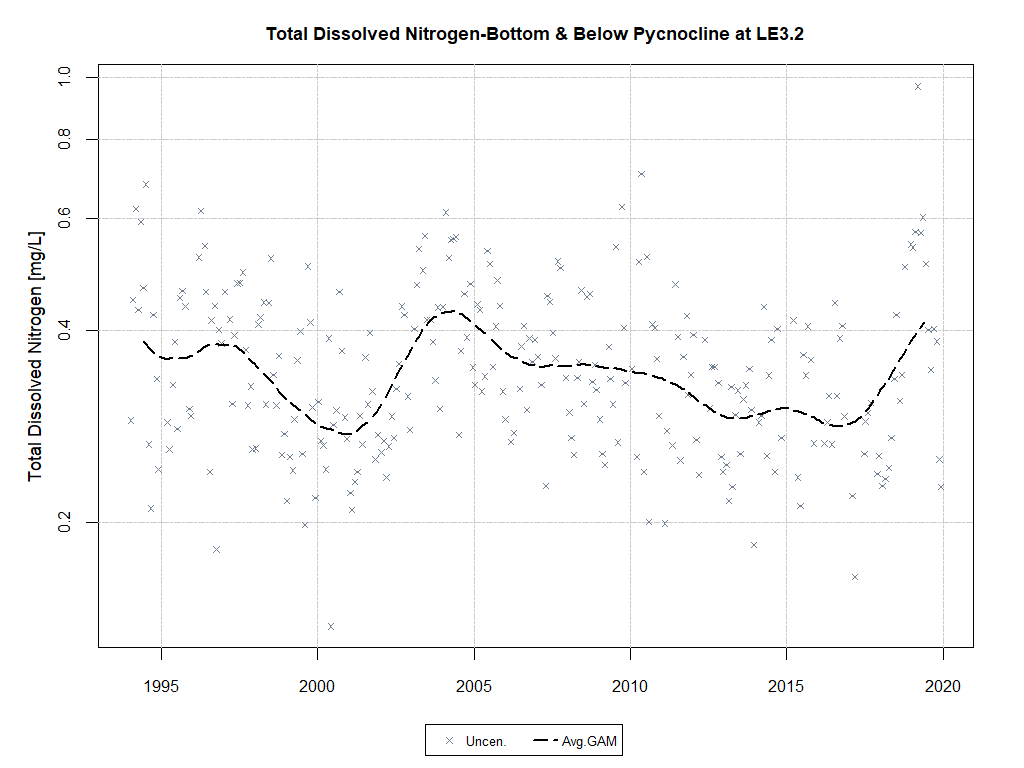 Total Dissolved Nitrogen-Bottom & Below Pycnocline at LE3.2
Total Dissolved Nitrogen [mg/L]
1.0
0.8
0.6
0.4
0.2
1995 2000 2005 2010 2015 2020
Uncen. Avg.GAM